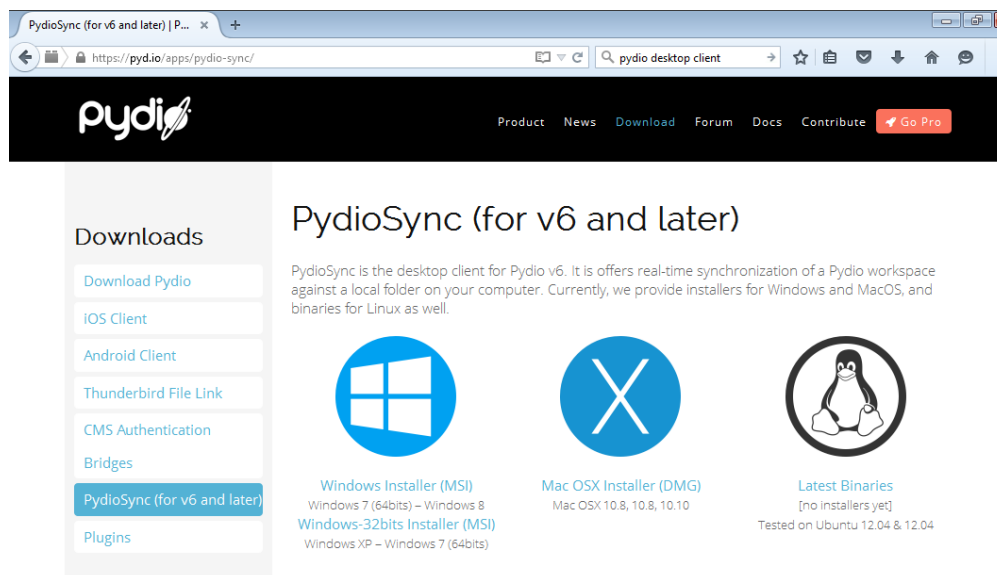 PydioSync (for v6 and later) | P...
https://pyd.io/apps/pydio-sync/
pydio desktop client
pydio
Product News Download Forum Docs Contribute Go Pro
Downloads
Download Pydio
iOS Client
Android Client
Thunderbird File Link
CMS Authentication
Bridges
PydioSync (for v6 and later)
Plugins
PydioSync (for v6 and later)
PydioSync is the desktop client for Pydio v6. It is offers real-time synchronization of a Pydio workspace
against a local folder on your computer. Currently, we provide installers for Windows and MacOS, and
binaries for Linux as well.
Windows Installer (MSI)
Windows 7 (64bits) – Windows 8
Windows-32bits Installer (MSI)
Windows XP – Windows 7 (64bits)
Mac OSX Installer (DMG)
Mac OSX 10.8, 10.8, 10.10
Latest Binaries
[no installers yet]
Tested on Ubuntu 12.04 & 12.04